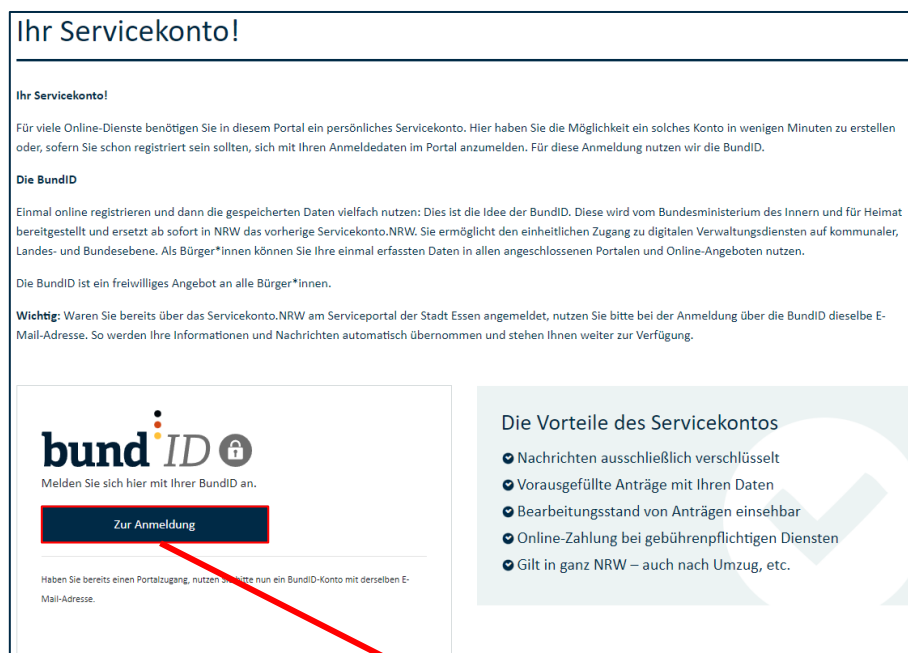 Ihr Servicekonto!
Ihr Servicekonto!
Für viele Online-Dienste benötigen Sie in diesem Portal ein persönliches Servicekonto. Hier haben Sie die Möglichkeit ein solches Konto in wenigen Minuten zu erstellen
oder, sofern Sie schon registriert sein sollten, sich mit Ihren Anmeldedaten im Portal anzumelden. Für diese Anmeldung nutzen wir die BundID.
Die BundID
Einmal online registrieren und dann die gespeicherten Daten vielfach nutzen: Dies ist die Idee der BundID. Diese wird vom Bundesministerium des Innern und für Heimat
bereitgestellt und ersetzt ab sofort in NRW das vorherige Servicekonto.NRW. Sie ermöglicht den einheitlichen Zugang zu digitalen Verwaltungsdiensten auf kommunaler,
Landes- und Bundesebene. Als Bürger*innen können Sie Ihre einmal erfassten Daten in allen angeschlossenen Portalen und Online-Angeboten nutzen.
Die BundID ist ein freiwilliges Angebot an alle Bürger*innen.
Wichtig: Waren Sie bereits über das Servicekonto.NRW am Serviceportal der Stadt Essen angemeldet, nutzen Sie bitte bei der Anmeldung über die BundID dieselbe E-
Mail-Adresse. So werden Ihre Informationen und Nachrichten automatisch übernommen und stehen Ihnen weiter zur Verfügung.
bund ID
Melden Sie sich hier mit Ihrer BundID an.
Zur Anmeldung
Haben Sie bereits einen Portalzugang, nutzen Sie bitte nun ein BundID-Konto mit derselben E-
Mail-Adresse.
Die Vorteile des Servicekontos
Nachrichten ausschließlich verschlüsselt
Vorausgefüllte Anträge mit Ihren Daten
Bearbeitungsstand von Anträgen einsehbar
Online-Zahlung bei gebührenpflichtigen Diensten
Gilt in ganz NRW – auch nach Umzug, etc.